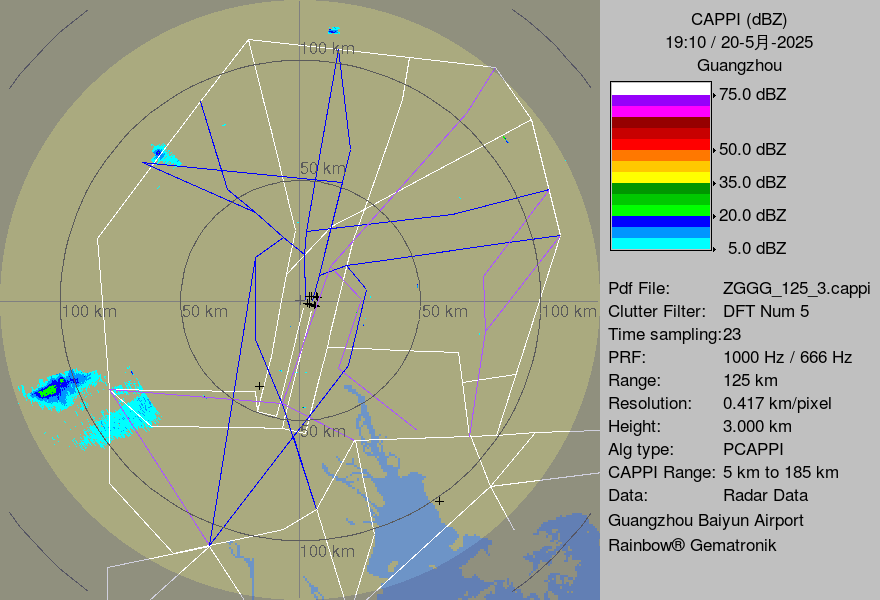 100 km
50 km
100 km
50 km
50 km
100 km
50 km
100 km
CAPPI (dBZ)
19:10 / 20-5月-2025
Guangzhou
75.0 dBZ
50.0 dBZ
35.0 dBZ
20.0 dBZ
5.0 dBZ
Pdf File: ZGGG_125_3.cappi
Clutter Filter: DFT Num 5
Time sampling:23
PRF: 1000 Hz / 666 Hz
Range: 125 km
Resolution: 0.417 km/pixel
Height: 3.000 km
Alg type: PCAPPI
CAPPI Range: 5 km to 185 km
Data: Radar Data
Guangzhou Baiyun Airport
Rainbow® Gematronik